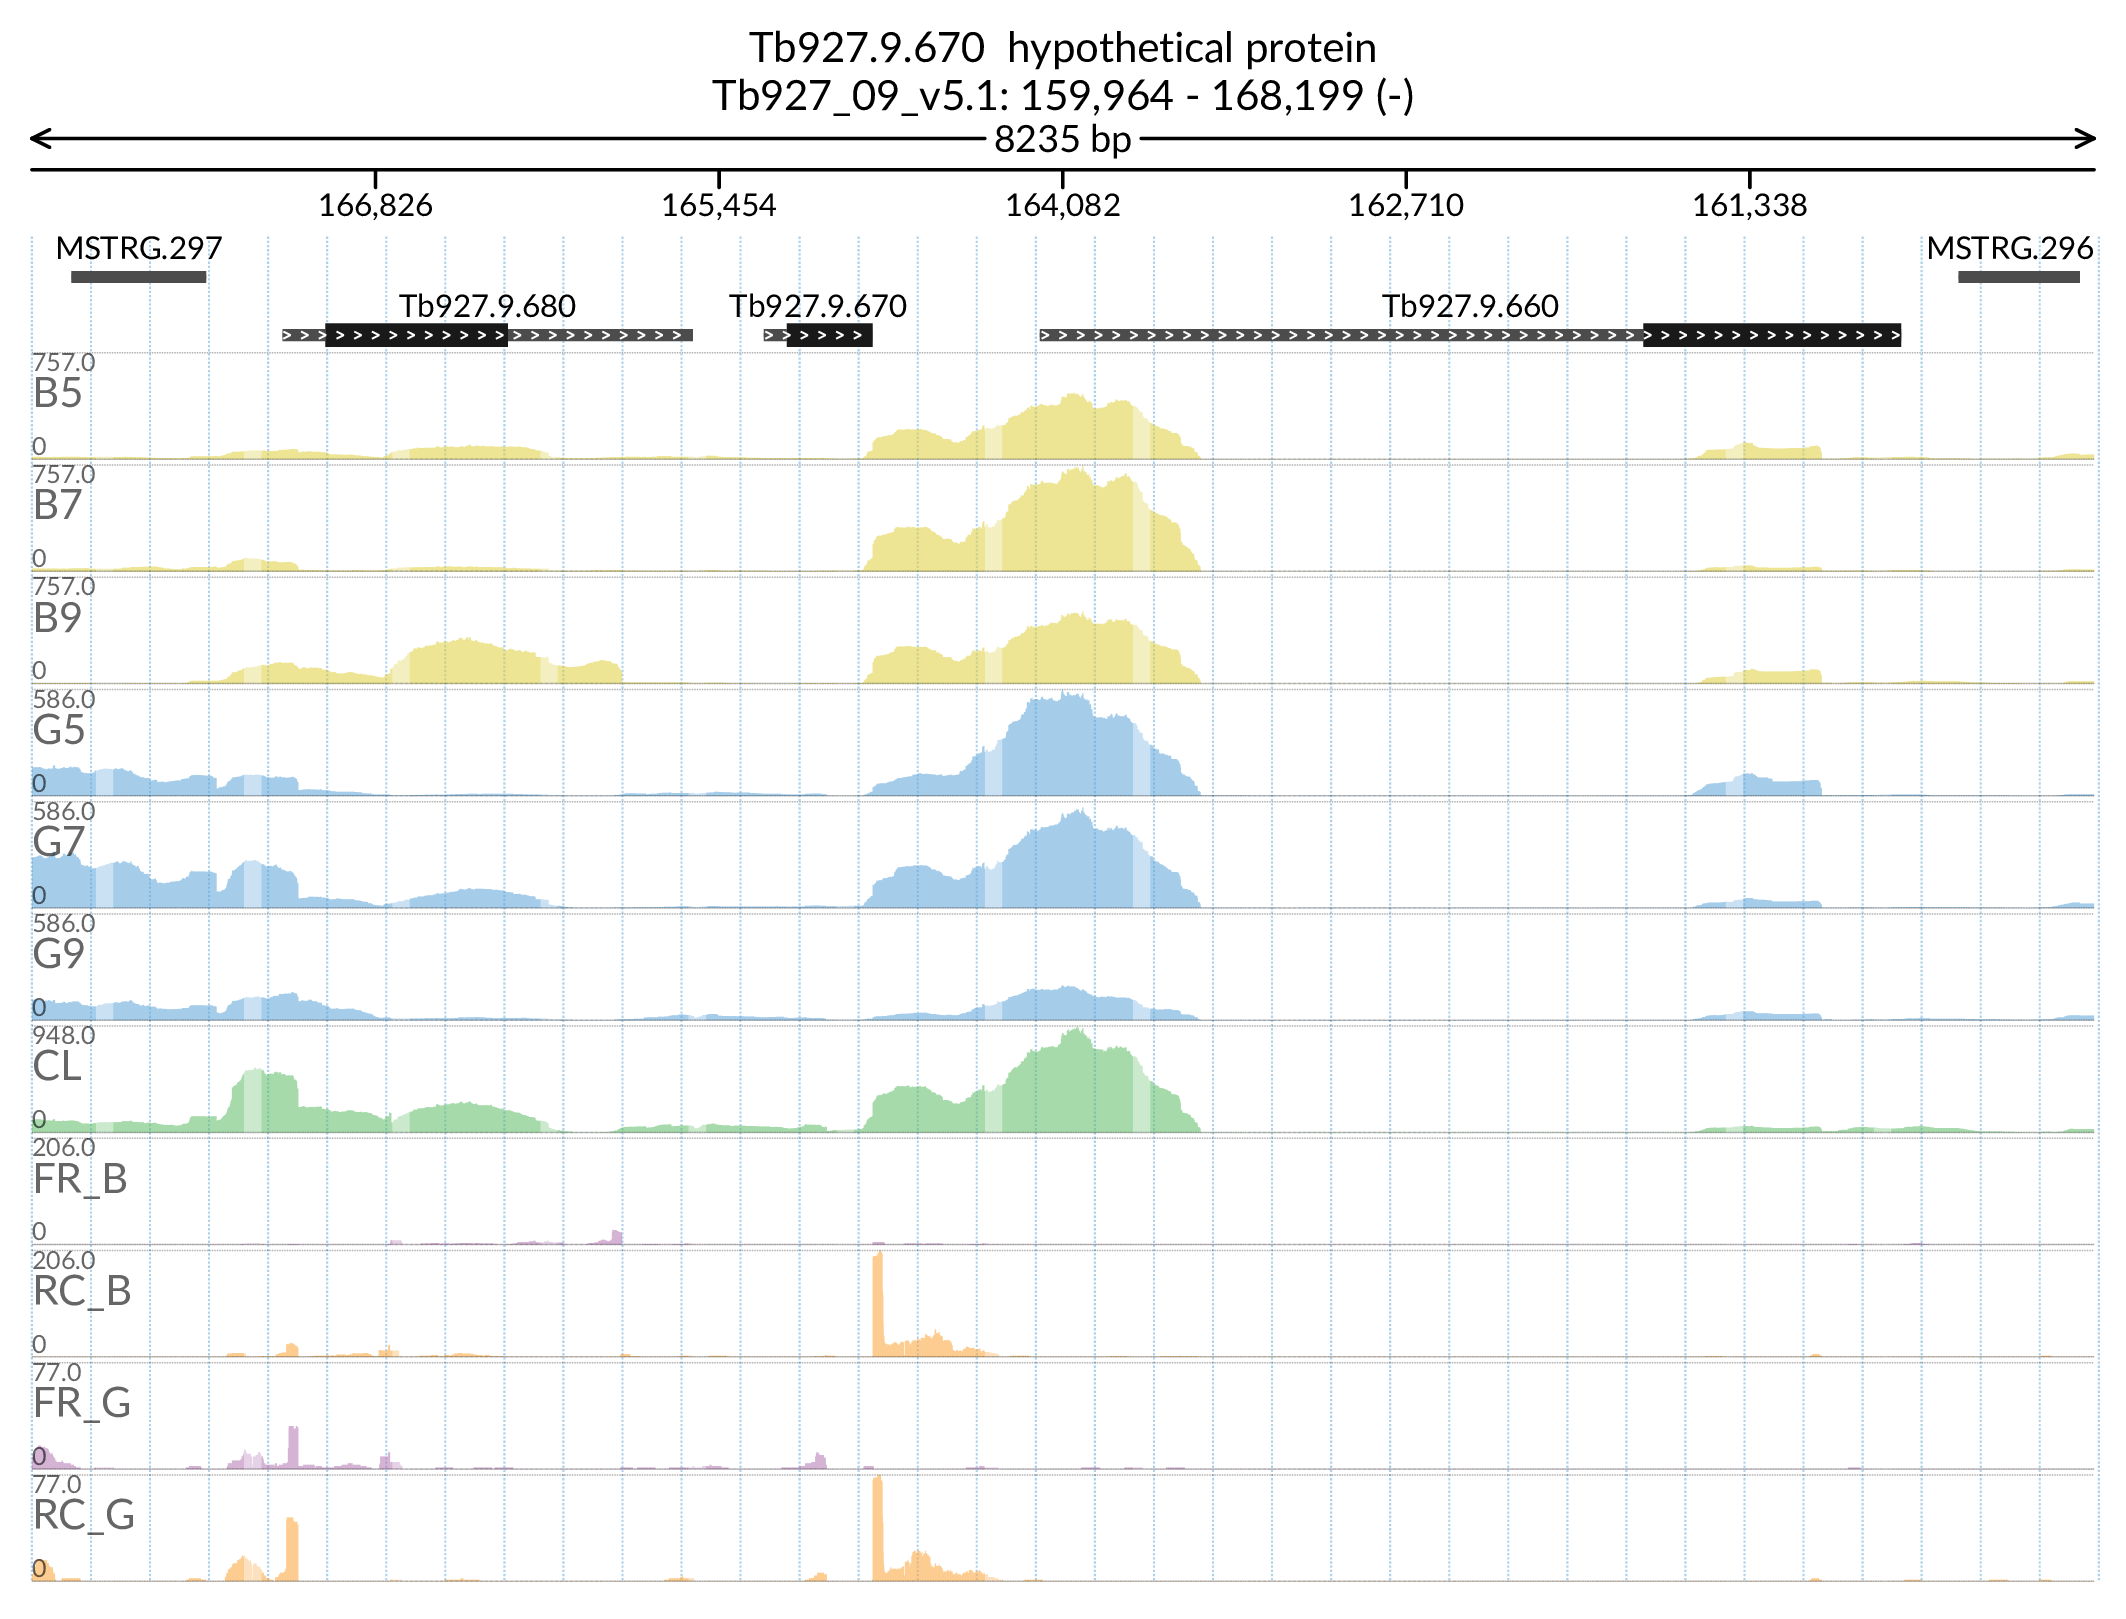 Tb927.9.670  hypothetical protein
Tb927_09_v5.1: 159,964 - 168,199 (-)
8235 bp
166,826 165,454 164,082 162,710 161,338
MSTRG.297 MSTRG.296
Tb927.9.680 Tb927.9.670 Tb927.9.660
757.0
B5
0
757.0
B7
0
757.0
B9
0
586.0
G5
0
586.0
G7
0
586.0
G9
0
948.0
CL
0
206.0
FR_B
0
206.0
RC_B
0
77.0
FR_G
0
77.0
RC_G
0